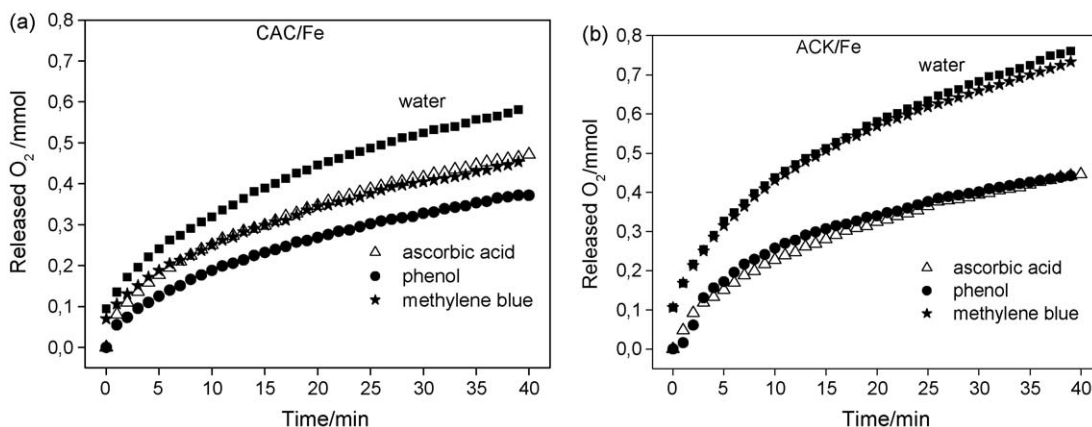 (a)
CAC/Fe
water
0,8
0,7
0,6
0,5
0,4
0,3
0,2
0,1
0,0
Released O2 /mmol
ascorbic acid
phenol
methylene blue
0 5 10 15 20 25 30 35 40
Time/min
(b)
ACK/Fe
water
0,8
0,7
0,6
0,5
0,4
0,3
0,2
0,1
0,0
Released O2/mmol
ascorbic acid
phenol
methylene blue
0 5 10 15 20 25 30 35 40
Time/min